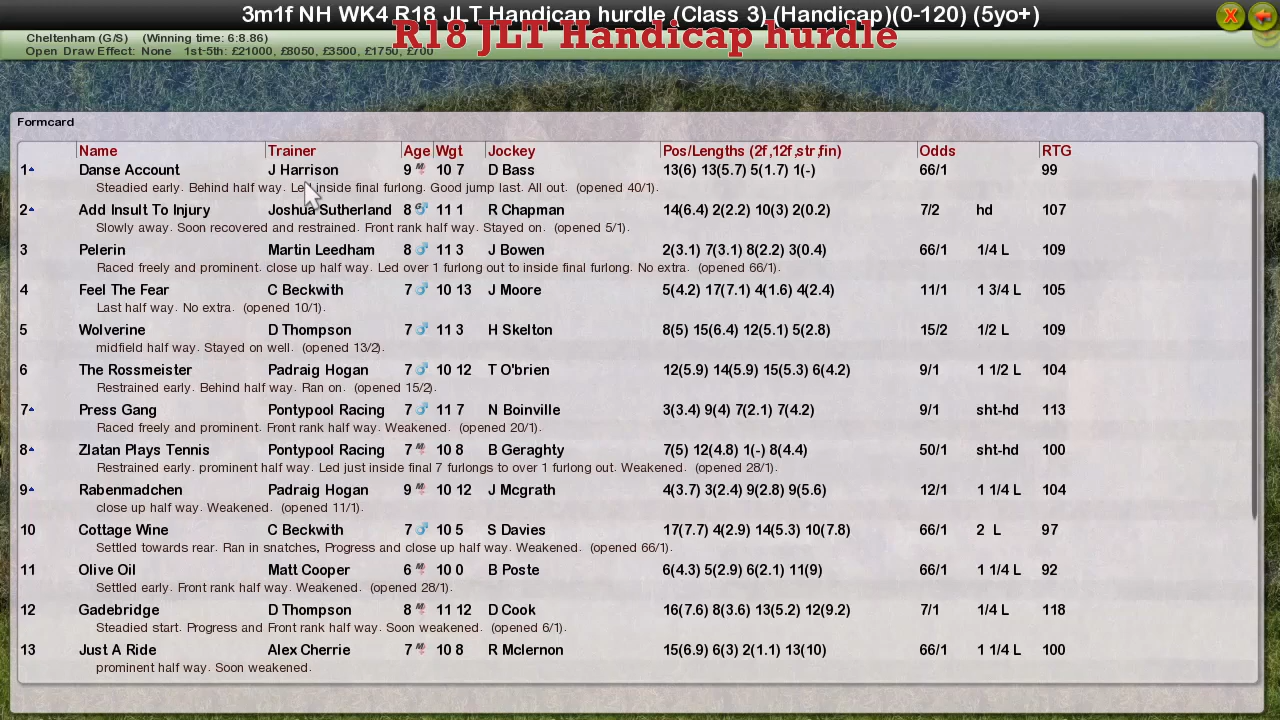 3m1f NH WK4 R18 JLT Handicap hurdle (Class 3) (Handicap)(0-120) (5yo+)
R18 JLT Handicap hurdle
Cheltenham (G/S) (Winning time: 6:8.86)
Open Draw Effect: None 1st-5th: £21000, £8050, £3500, £1750, £700
Formcard
Name Trainer Age Wgt Jockey Pos/Lengths (2f,12f,str,fin) Odds RTG
1 Danse Account J Harrison 9 M 10 7 D Bass 13(6) 13(5.7) 5(1.7) 1(-) 66/1 99
Steadied early. Behind half way. Led inside final furlong. Good jump last. All out. (opened 40/1).
2 Add Insult To Injury Joshua Sutherland 8 G 11 1 R Chapman 14(6.4) 2(2.2) 10(3) 2(0.2) 7/2 hd 107
Slowly away. Soon recovered and restrained. Front rank half way. Stayed on. (opened 5/1).
3 Pelerin Martin Leedham 8 11 3 J Bowen 2(3.1) 7(3.1) 8(2.2) 3(0.4) 66/1 1/4 L 109
Raced freely and prominent. close up half way. Led over 1 furlong out to inside final furlong. No extra. (opened 66/1).
4 Feel The Fear C Beckwith 7 10 13 J Moore 5(4.2) 17(7.1) 4(1.6) 4(2.4) 11/1 1 3/4 L 105
Last half way. No extra. (opened 10/1).
5 Wolverine D Thompson 7 11 3 H Skelton 8(5) 15(6.4) 12(5.1) 5(2.8) 15/2 1/2 L 109
midfield half way. Stayed on well. (opened 13/2).
6 The Rossmeister Padraig Hogan 7 10 12 T O'brien 12(5.9) 14(5.9) 15(5.3) 6(4.2) 9/1 1 1/2 L 104
Restrained early. Behind half way. Ran on. (opened 15/2).
7 Press Gang Pontypool Racing 7 11 7 N Boinville 3(3.4) 9(4) 7(2.1) 7(4.2) 9/1 sht-hd 113
Raced freely and prominent. Front rank half way. Weakened. (opened 20/1).
8 Zlatan Plays Tennis Pontypool Racing 7 M 10 8 B Geraghty 7(5) 12(4.8) 1(-) 8(4.4) 50/1 sht-hd 100
Restrained early. prominent half way. Led just inside final 7 furlongs to over 1 furlong out. Weakened. (opened 28/1).
9 Rabenmadchen Padraig Hogan 9 M 10 12 J Mcgrath 4(3.7) 3(2.4) 9(2.8) 9(5.6) 12/1 1 1/4 L 104
close up half way. Weakened. (opened 11/1).
10 Cottage Wine C Beckwith 7 10 5 S Davies 17(7.7) 4(2.9) 14(5.3) 10(7.8) 66/1 2 L 97
Settled towards rear. Ran in snatches, Progress and close up half way. Weakened. (opened 66/1).
11 Olive Oil Matt Cooper 6 M 10 0 B Poste 6(4.3) 5(2.9) 6(2.1) 11(9) 66/1 1 1/4 L 92
Settled early. Front rank half way. Weakened. (opened 28/1).
12 Gadebridge D Thompson 8 M 11 12 D Cook 16(7.6) 8(3.6) 13(5.2) 12(9.2) 7/1 1/4 L 118
Steadied start. Progress and Front rank half way. Soon weakened. (opened 6/1).
13 Just A Ride Alex Cherrie 7 M 10 8 R Mclernon 15(6.9) 6(3) 2(1.1) 13(10) 66/1 1 1/4 L 100
prominent half way. Soon weakened.